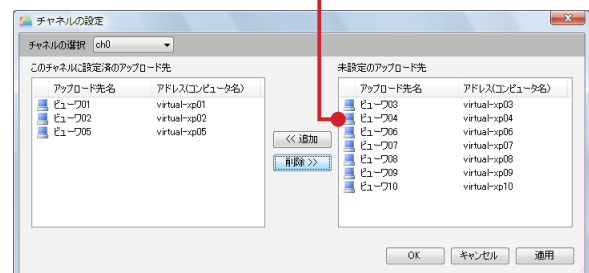 チャネルの設定
チャネルの選択 ch0
このチャネルに設定済のアップロード先
アップロード先名 アドレス(コンピュータ名)
ビューワ01 virtual-xp01
ビューワ02 virtual-xp02
ビューワ05 virtual-xp05
<< 追加
削除 >>
未設定のアップロード先
アップロード先名 アドレス(コンピュータ名)
ビューワ03 virtual-xp03
ビューワ04 virtual-xp04
ビューワ06 virtual-xp06
ビューワ07 virtual-xp07
ビューワ08 virtual-xp08
ビューワ09 virtual-xp09
ビューワ10 virtual-xp10
OK キャンセル 適用